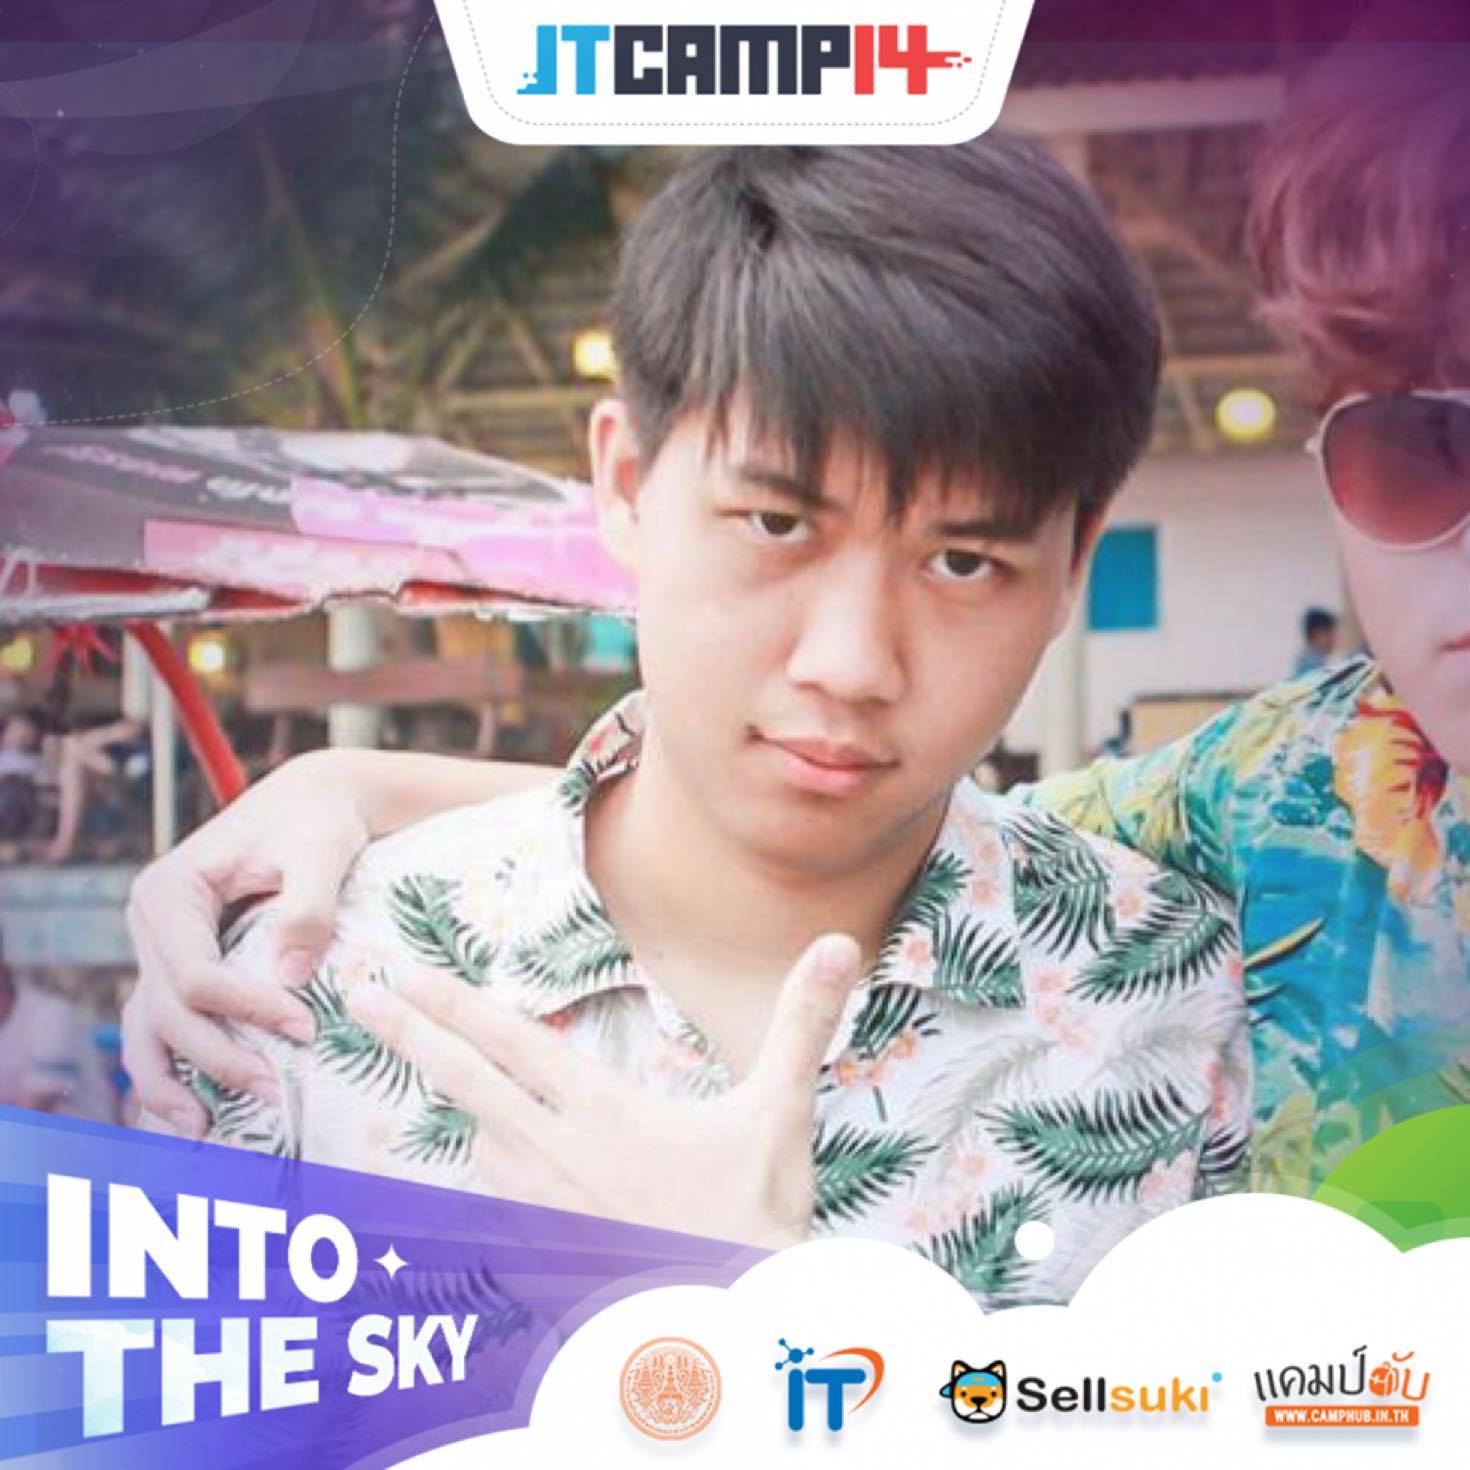 ITCAMP14
INTO
THE SKY
IT
Sellsuki
แคมป์ฮับ
WWW.CAMPHUB.IN.TH